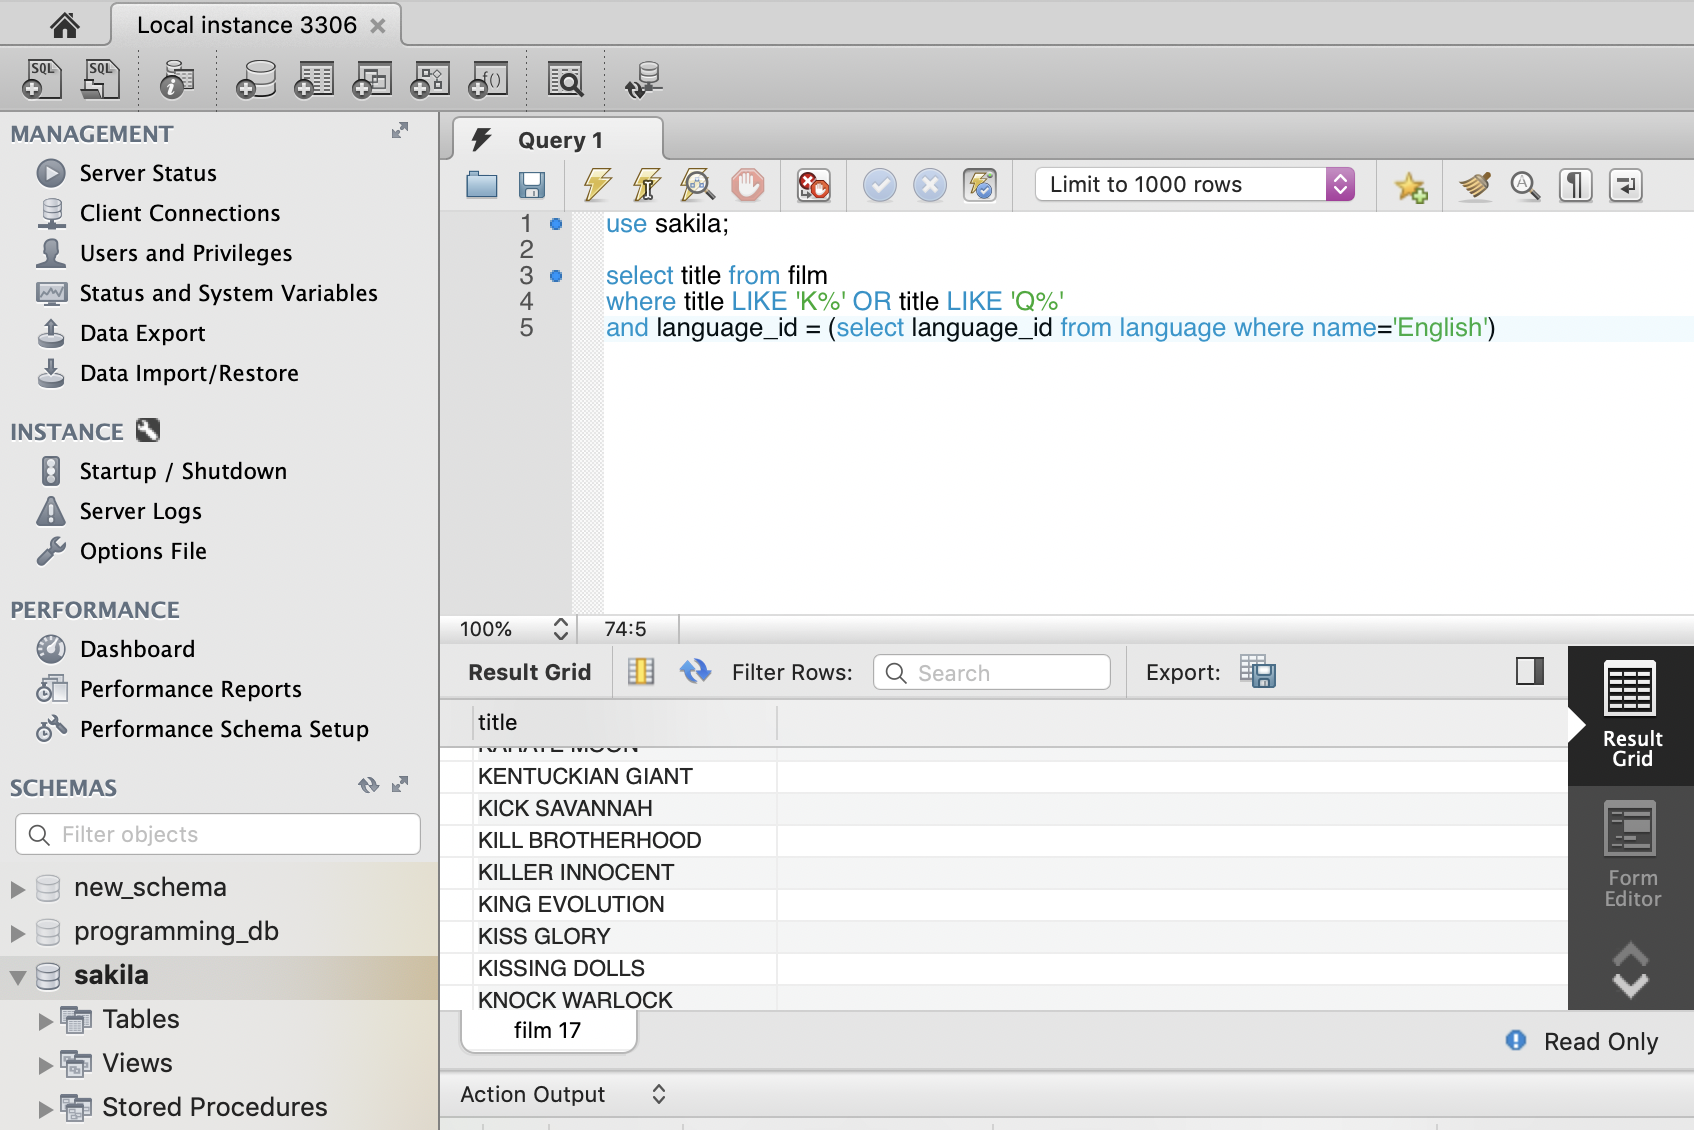 Local instance 3306
SQL
SQL
MANAGEMENT
Server Status
Client Connections
Users and Privileges
Status and System Variables
Data Export
Data Import/Restore
INSTANCE
Startup / Shutdown
Server Logs
Options File
PERFORMANCE
Dashboard
Performance Reports
Performance Schema Setup
SCHEMAS
Filter objects
new_schema
programming_db
sakila
Tables
Views
Stored Procedures
Query 1
Limit to 1000 rows
1 use sakila;
2
3 select title from film
4 where title LIKE 'K%' OR title LIKE 'Q%'
5 and language_id = (select language_id from language where name='English')
100% 74:5
Result Grid Filter Rows: Search Export:
title
KARATE MOON
KENTUCKIAN GIANT
KICK SAVANNAH
KILL BROTHERHOOD
KILLER INNOCENT
KING EVOLUTION
KISS GLORY
KISSING DOLLS
KNOCK WARLOCK
Result
Grid
Form
Editor
film 17
Read Only
Action Output